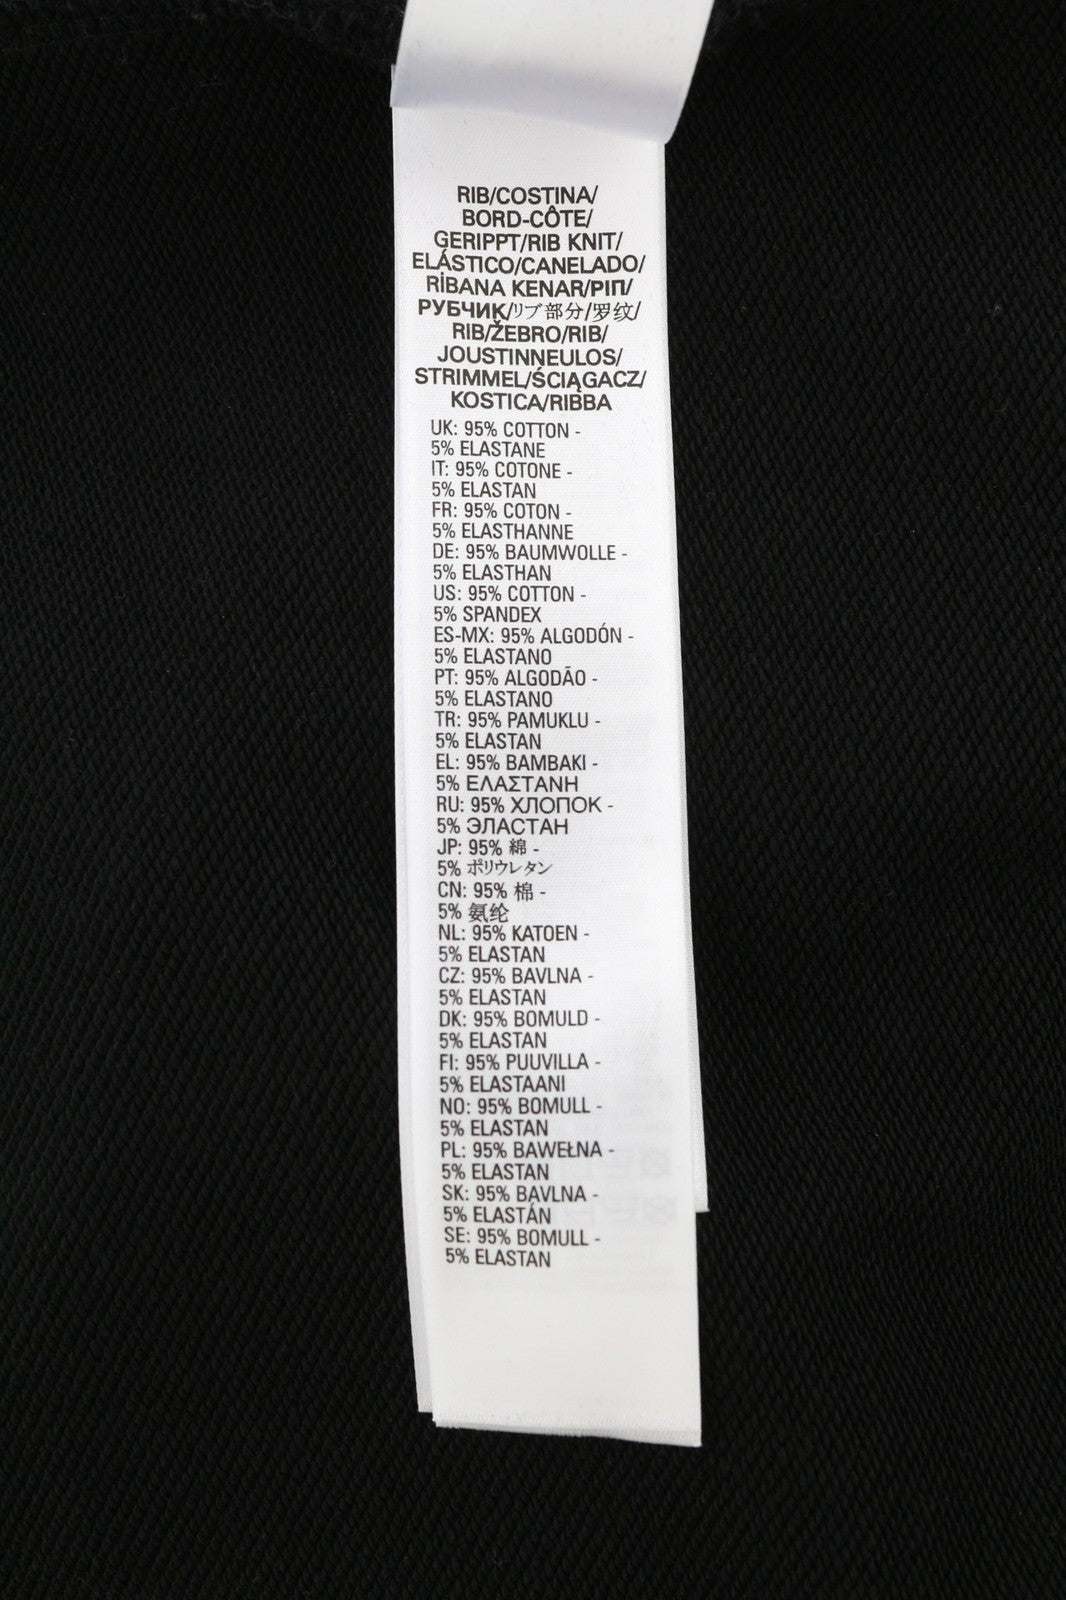 RIB/COSTINA/
BORD-CÔTE/
GERIPPT/RIB KNIT/
ELÁSTICO/CANELADO/
RİBANA KENAR/ΡΙΠ/
РУБЧИК/リブ部分/罗纹/
RIB/ŽEBRO/RIB/
JOUSTINNEULOS/
STRIMMEL/ŚCIĄGACZ/
KOSTICA/RIBBA
UK: 95% COTTON -
5% ELASTANE
IT: 95% COTONE -
5% ELASTAN
FR: 95% COTON -
5% ELASTHANNE
DE: 95% BAUMWOLLE -
5% ELASTHAN
US: 95% COTTON -
5% SPANDEX
ES-MX: 95% ALGODÓN -
5% ELASTANO
PT: 95% ALGODÃO -
5% ELASTANO
TR: 95% PAMUKLU -
5% ELASTAN
EL: 95% BAMBAKI -
5% ΕΛΑΣΤΑΝΗ
RU: 95% ХЛОПОК -
5% ЭЛАСТАН
JP: 95% 綿 -
5% ポリウレタン
CN: 95% 棉 -
5% 氨纶
NL: 95% KATOEN -
5% ELASTAN
CZ: 95% BAVLNA -
5% ELASTAN
DK: 95% BOMULD -
5% ELASTAN
FI: 95% PUUVILLA -
5% ELASTAANI
NO: 95% BOMULL -
5% ELASTAN
PL: 95% BAWEŁNA -
5% ELASTAN
SK: 95% BAVLNA -
5% ELASTÁN
SE: 95% BOMULL -
5% ELASTAN